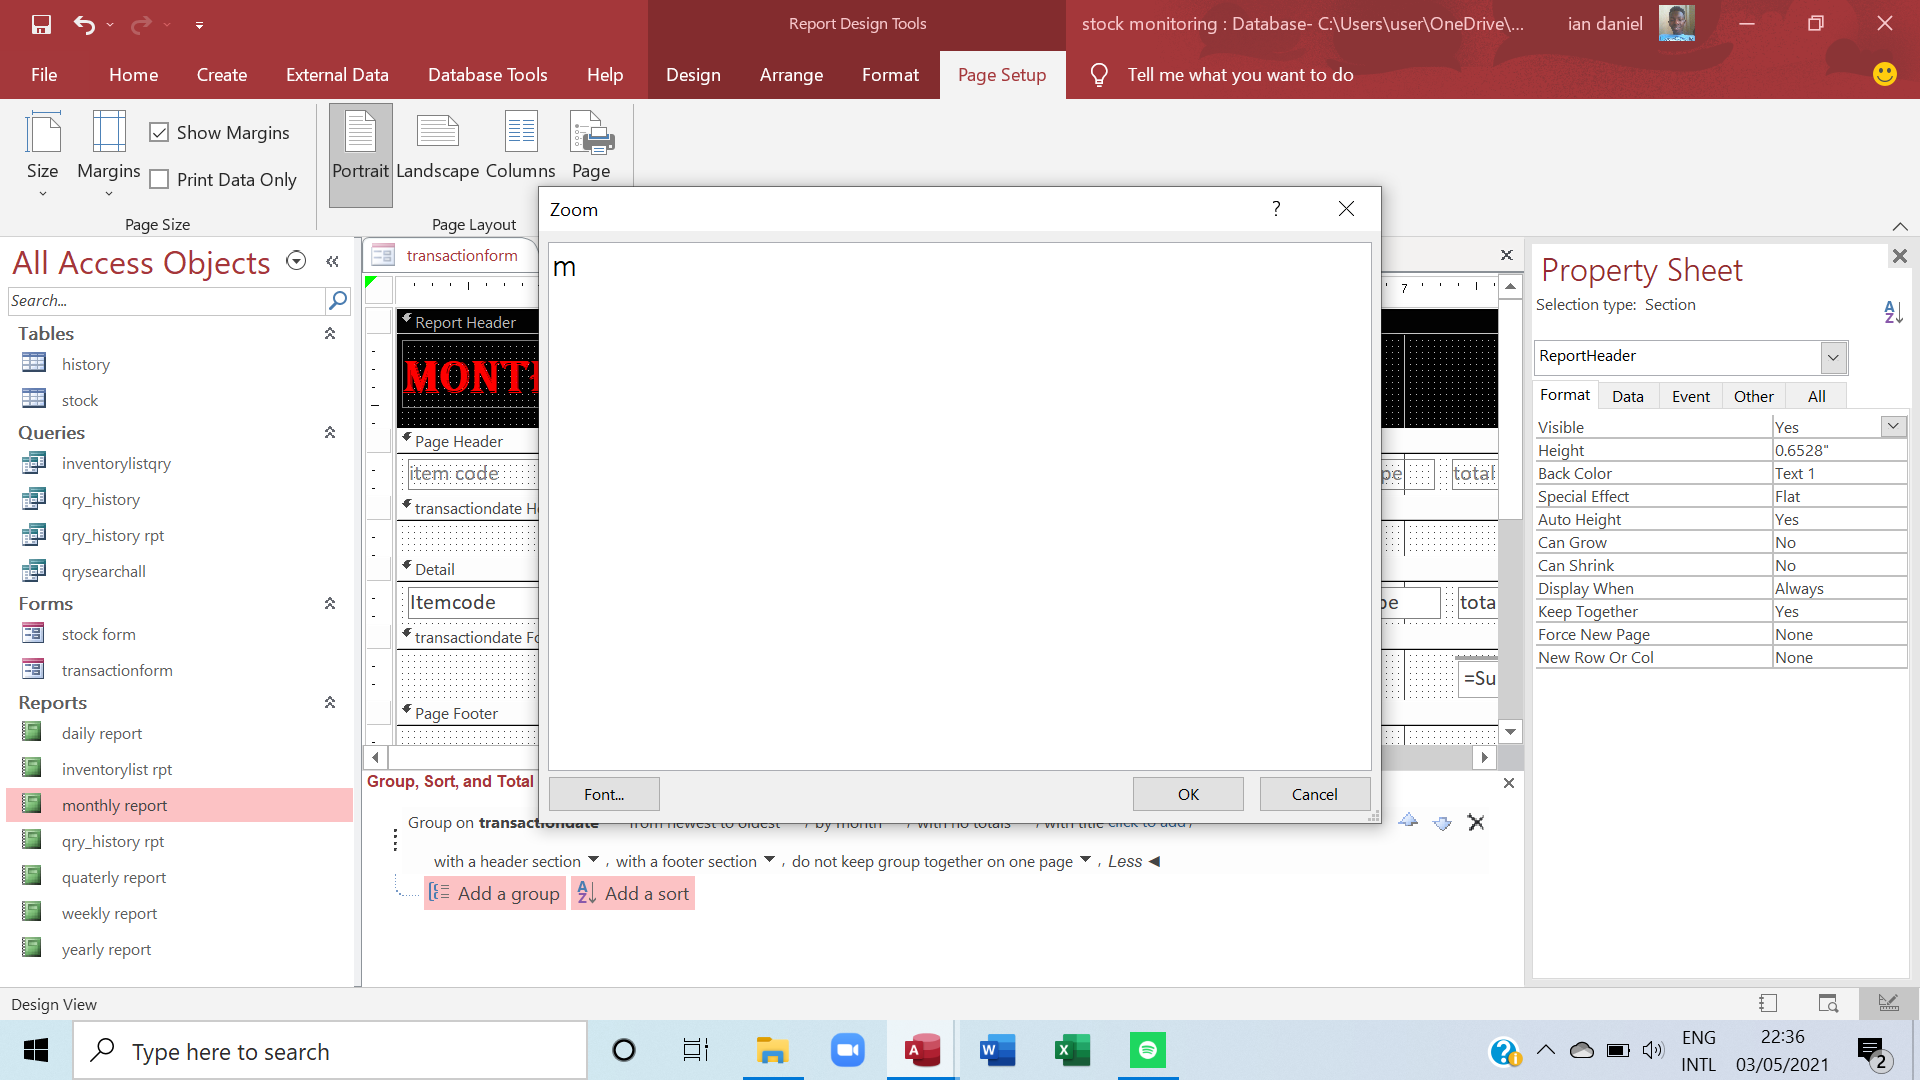 Report Design Tools
stock monitoring : Database- C:\Users\user\OneDrive\...
ian daniel
File
Home
Create
External Data
Database Tools
Help
Design
Arrange
Format
Page Setup
Tell me what you want to do
Size
Margins
Show Margins
Print Data Only
Page Size
Portrait
Landscape
Columns
Page
Page Layout
All Access Objects
Search...
Tables
history
stock
Queries
inventorylistqry
qry_history
qry_history rpt
qrysearchall
Forms
stock form
transactionform
Reports
daily report
inventorylist rpt
monthly report
qry_history rpt
quaterly report
weekly report
yearly report
transactionform
7
Report Header
MONTH
Page Header
item code
pe
total
transactiondate H
Detail
Itemcode
pe
tota
transactiondate Fo
=Su
Page Footer
Zoom
?
m
Font...
OK
Cancel
Group, Sort, and Total
Group on transactiondate from newest to oldest , by month , with no totals , with title click to add ,
with a header section , with a footer section , do not keep group together on one page , Less
Add a group
Add a sort
Property Sheet
Selection type: Section
ReportHeader
Format
Data
Event
Other
All
Visible Yes
Height 0.6528"
Back Color Text 1
Special Effect Flat
Auto Height Yes
Can Grow No
Can Shrink No
Display When Always
Keep Together Yes
Force New Page None
New Row Or Col None
Design View
Type here to search
ENG
INTL
22:36
03/05/2021
2